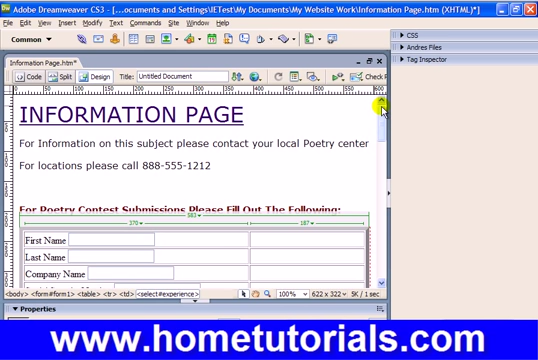 Adobe Dreamweaver CS3 - [...ocuments and Settings\IETest\My Documents\My Website Work\Information Page.htm (XHTML)*]
File Edit View Insert Modify Text Commands Site Window Help
Common
CSS
Andres Files
Tag Inspector
Information Page.htm*
Code Split Design Title: Untitled Document Check
INFORMATION PAGE
For Information on this subject please contact your local Poetry center
For locations please call 888-555-1212
For Poetry Contest Submissions Please Fill Out The Following:
583
370 187
First Name
Last Name
Company Name
<body> <form#form1> <table> <tr> <td> <select#experience> 100% 622 x 322 5K / 1 sec
Properties
www.hometutorials.com